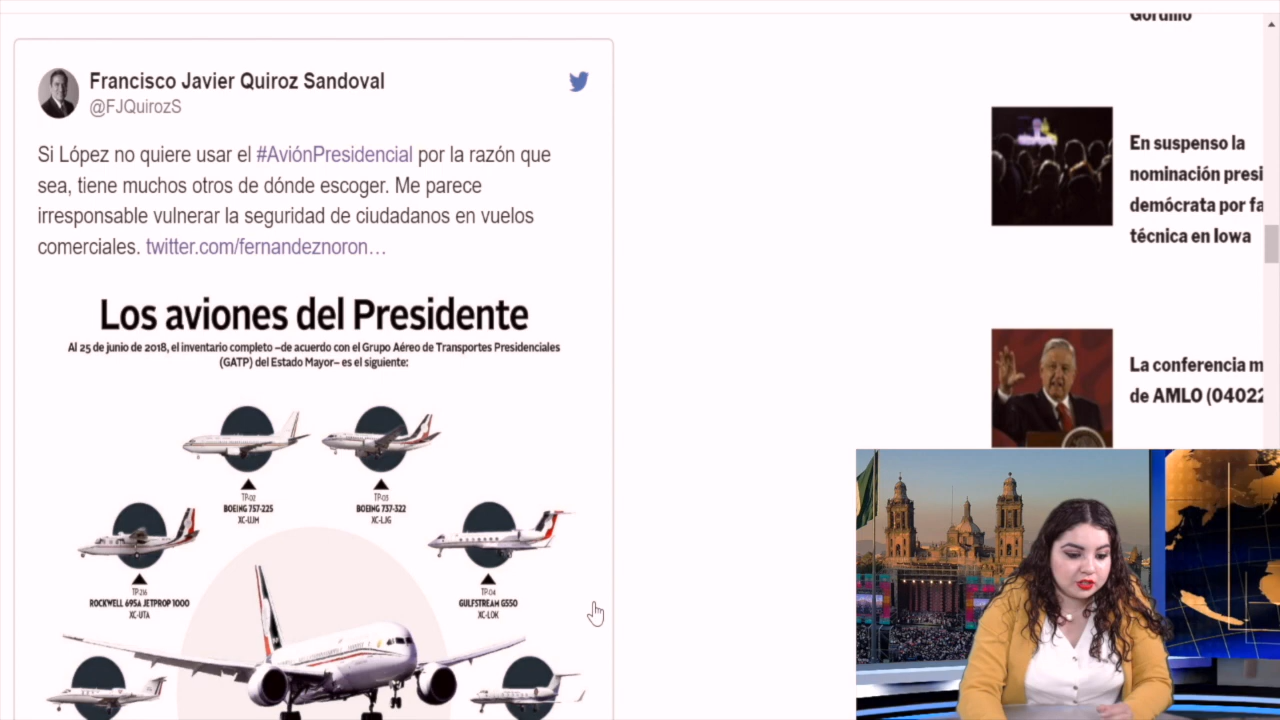 Gordillo
Francisco Javier Quiroz Sandoval
@FJQuirozS
Si López no quiere usar el #AviónPresidencial por la razón que
sea, tiene muchos otros de dónde escoger. Me parece
irresponsable vulnerar la seguridad de ciudadanos en vuelos
comerciales. twitter.com/fernandeznoron…
Los aviones del Presidente
Al 25 de junio de 2018, el inventario completo –de acuerdo con el Grupo Aéreo de Transportes Presidenciales
(GATP) del Estado Mayor– es el siguiente:
TP-02
BOEING 757-225
XC-UJM
TP-03
BOEING 737-322
XC-LJG
TP-216
ROCKWELL 695A JETPROP 1000
XC-UTA
TP-04
GULFSTREAM G550
XC-LOK
En suspenso la
nominación presi
demócrata por fa
técnica en Iowa
La conferencia m
de AMLO (04022